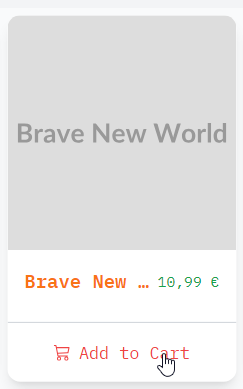 Brave New World
Brave New … 10,99 €
Add to Cart